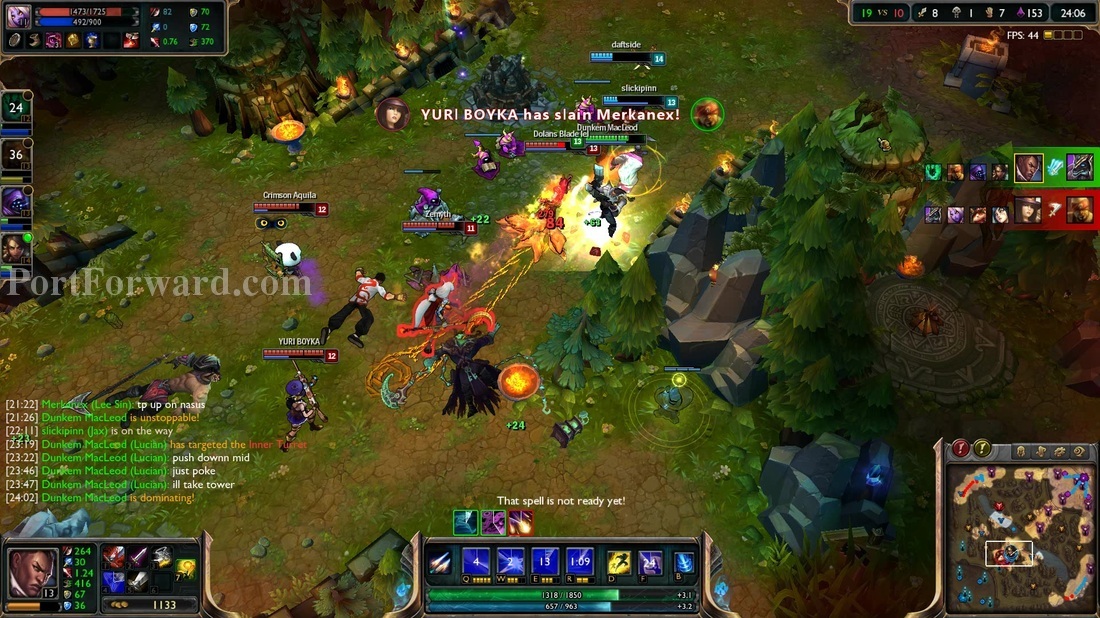 1473/1725
492/900
82
70
0
72
0.76
370
19 VS 10
8
1
7
153
24:06
FPS: 44
daftside
14
slickipinn
13
YURI BOYKA has slain Merkanex!
Dunkem MacLeod
13
13
24
36
Crimson Aquila
12
Zemyth
11
+22
PortForward.com
YURI BOYKA
12
+24
[21:22] Merkanex (Lee Sin): tp up on nasus
[21:26] Dunkem MacLeod is unstoppable!
[22:11] slickipinn (Jax) is on the way
[23:19] Dunkem MacLeod (Lucian) has targeted the Inner Turret
[23:22] Dunkem MacLeod (Lucian): push downn mid
[23:46] Dunkem MacLeod (Lucian): just poke
[23:47] Dunkem MacLeod (Lucian): ill take tower
[24:02] Dunkem MacLeod is dominating!
That spell is not ready yet!
264
30
1.24
416
67
36
13
7
1133
4
2
13
1:09
24
Q
W
E
R
D
F
B
1318 / 1850
+3.1
657 / 963
+3.2